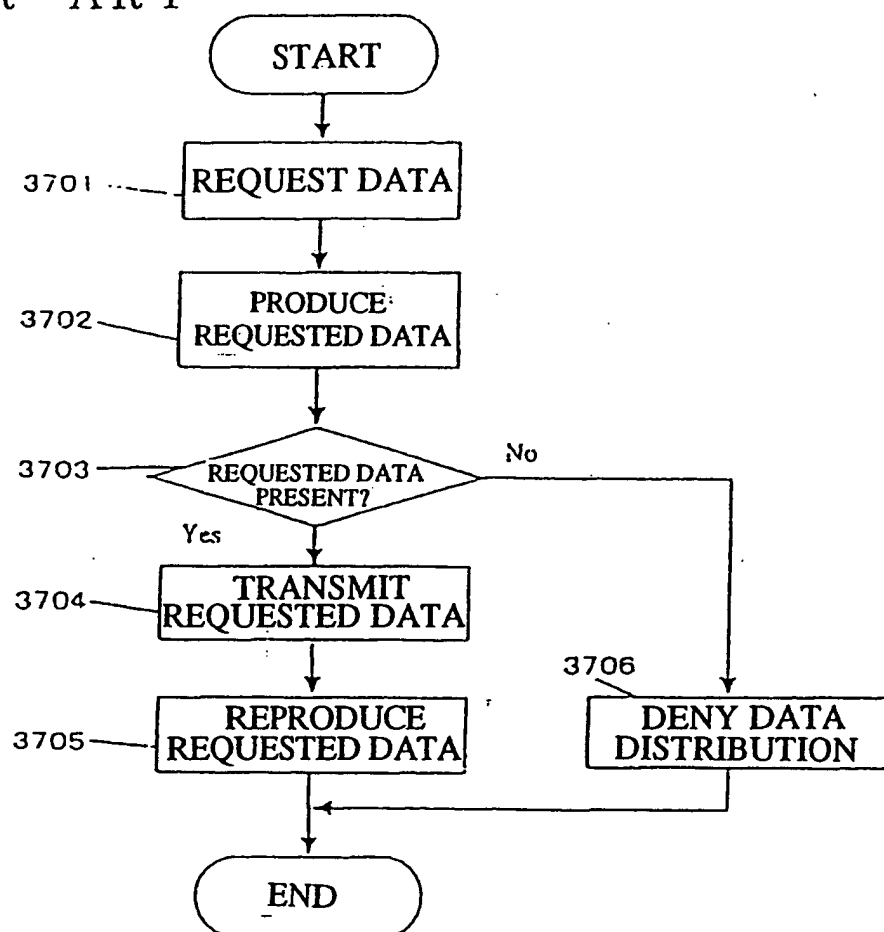 ART
START
3701
REQUEST DATA
3702
PRODUCE
REQUESTED DATA
3703
REQUESTED DATA
PRESENT?
No
Yes
3704
TRANSMIT
REQUESTED DATA
3706
3705
REPRODUCE
REQUESTED DATA
DENY DATA
DISTRIBUTION
END